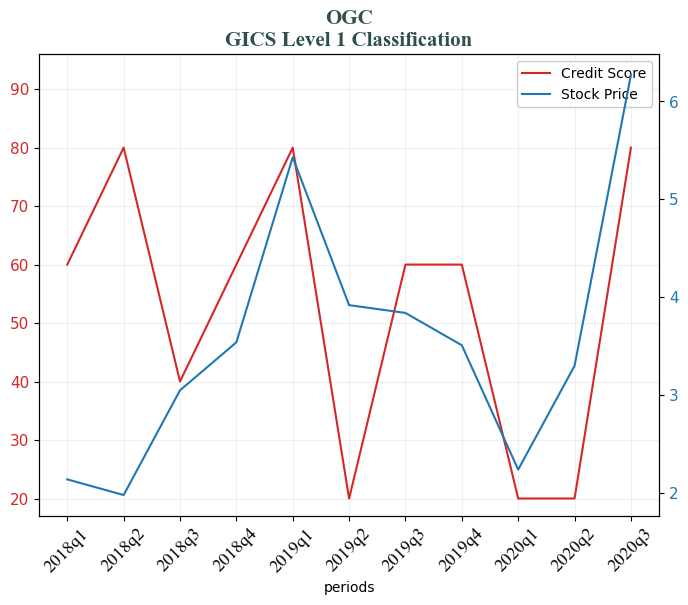 OGC
GICS Level 1 Classification
Credit Score
Stock Price
90
80
70
60
50
40
30
20
6
5
4
3
2
2018q1
2018q2
2018q3
2018q4
2019q1
2019q2
2019q3
2019q4
2020q1
2020q2
2020q3
periods